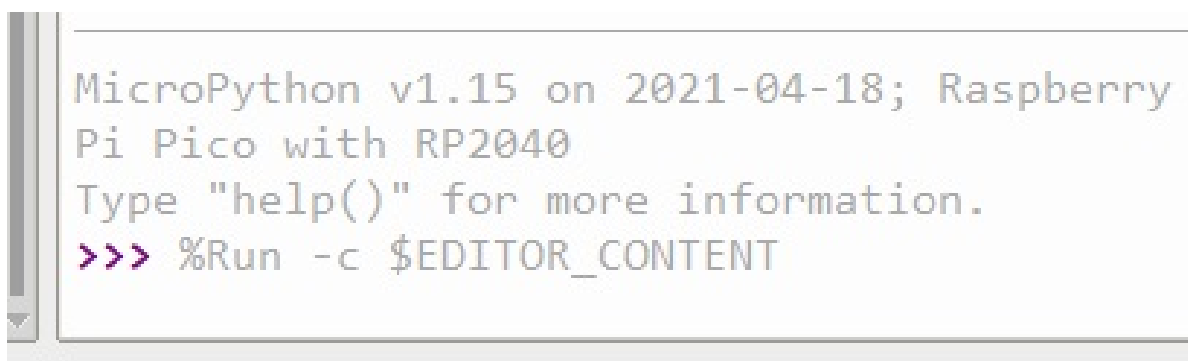 MicroPython v1.15 on 2021-04-18; Raspberry
Pi Pico with RP2040
Type "help()" for more information.
>>> %Run -c $EDITOR_CONTENT